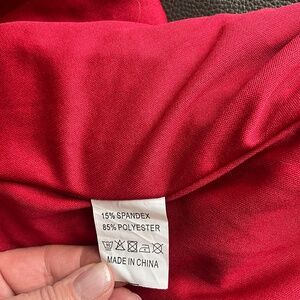 15% SPANDEX
85% POLYESTER
MADE IN CHINA